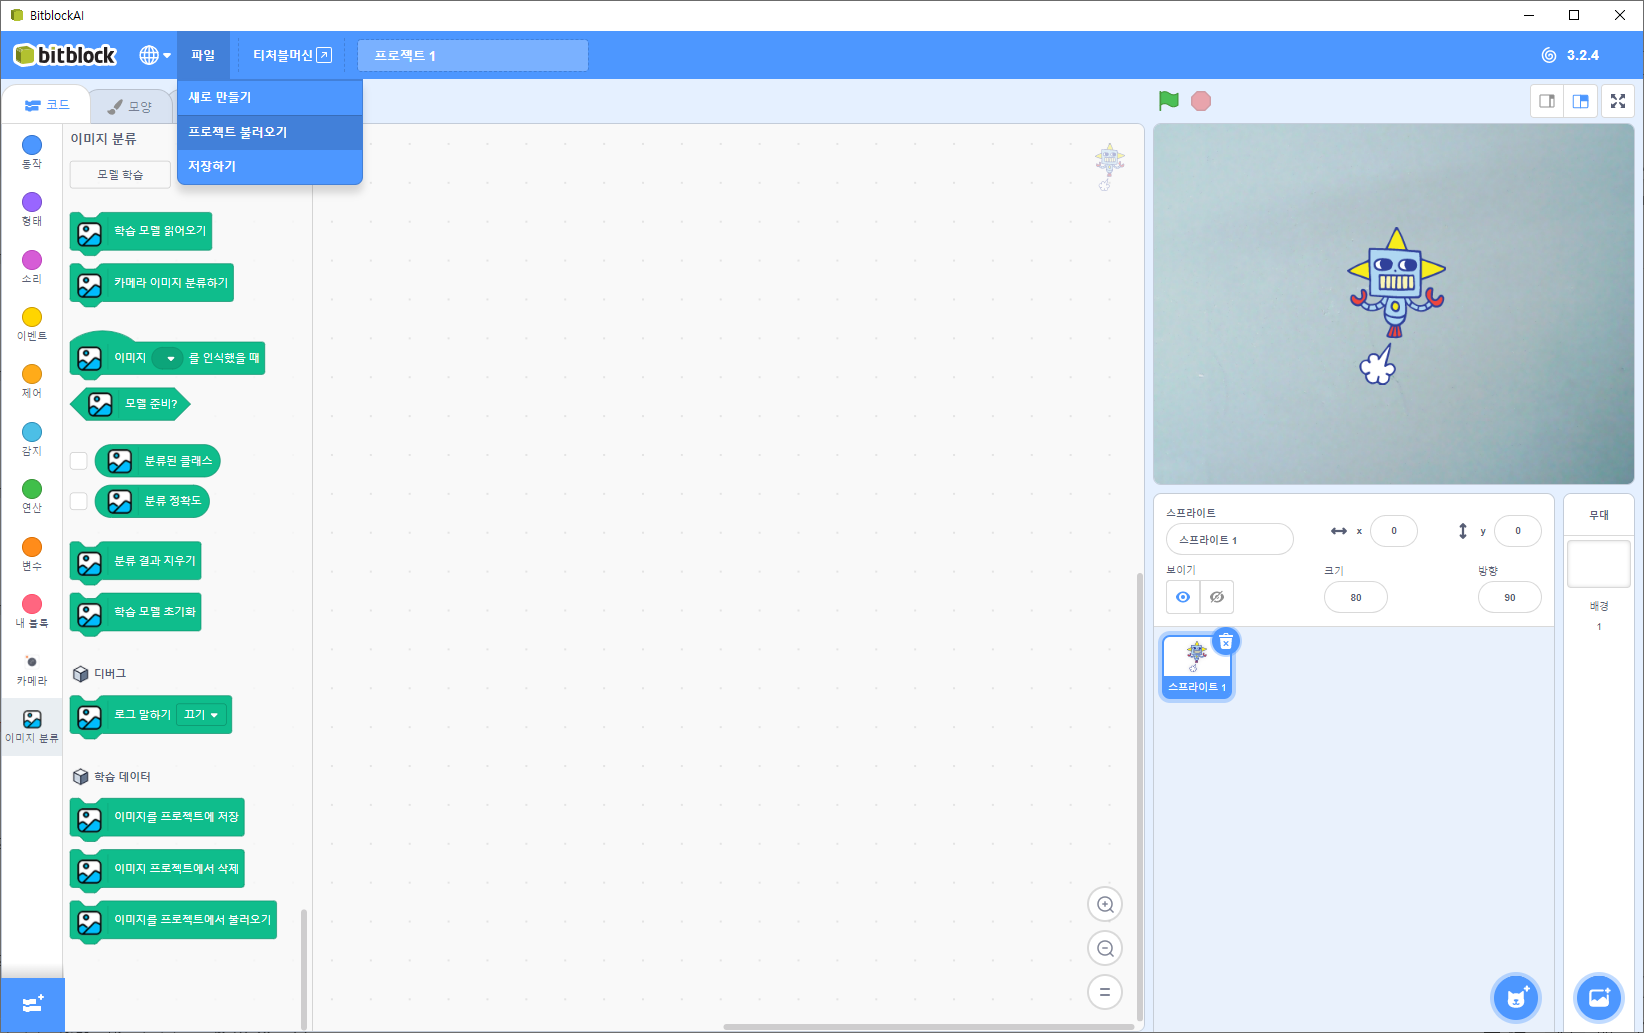 BitblockAI
bitblock
파일
티처블머신
프로젝트 1
3.2.4
코드
모양
새로 만들기
프로젝트 불러오기
저장하기
동작
형태
소리
이벤트
제어
감지
연산
변수
내 블록
카메라
이미지 분류
이미지 분류
모델 학습
학습 모델 읽어오기
카메라 이미지 분류하기
이미지 를 인식했을 때
모델 준비?
분류된 클래스
분류 정확도
분류 결과 지우기
학습 모델 초기화
디버그
로그 말하기 끄기
학습 데이터
이미지를 프로젝트에 저장
이미지 프로젝트에서 삭제
이미지를 프로젝트에서 불러오기
스프라이트
스프라이트 1
x 0
y 0
보이기
크기
80
방향
90
스프라이트 1
무대
배경
1